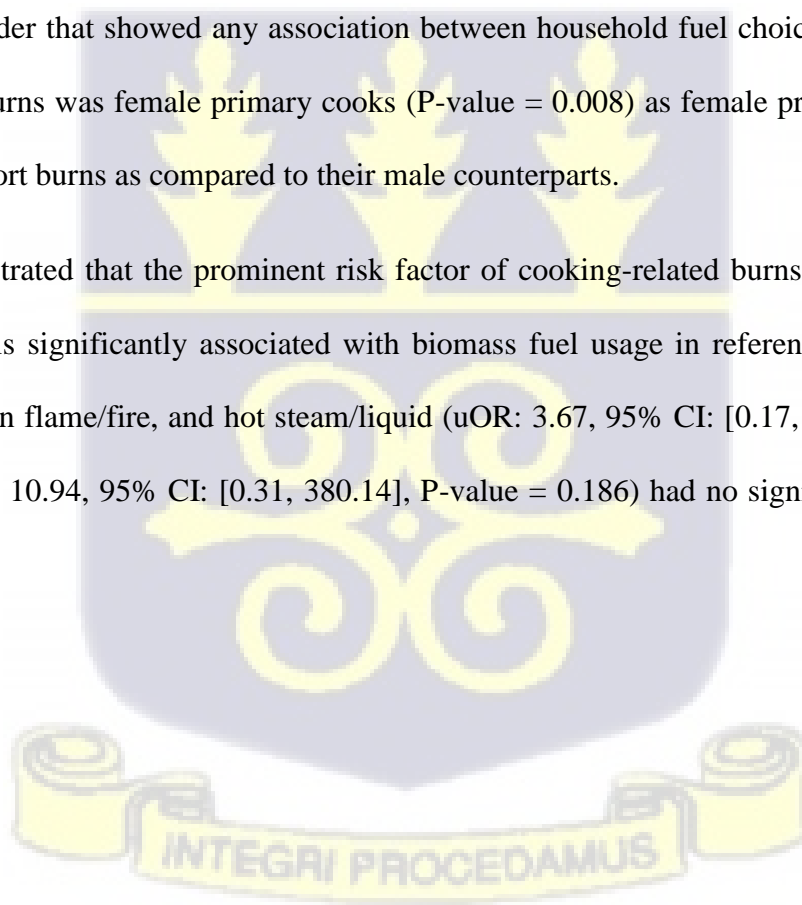 der that showed any association between household fuel choic
urns was female primary cooks (P-value = 0.008) as female pr
ort burns as compared to their male counterparts.
trated that the prominent risk factor of cooking-related burns
is significantly associated with biomass fuel usage in referen
n flame/fire, and hot steam/liquid (uOR: 3.67, 95% CI: [0.17,
10.94, 95% CI: [0.31, 380.14], P-value = 0.186) had no signi
INTEGRI PROCEDAMUS